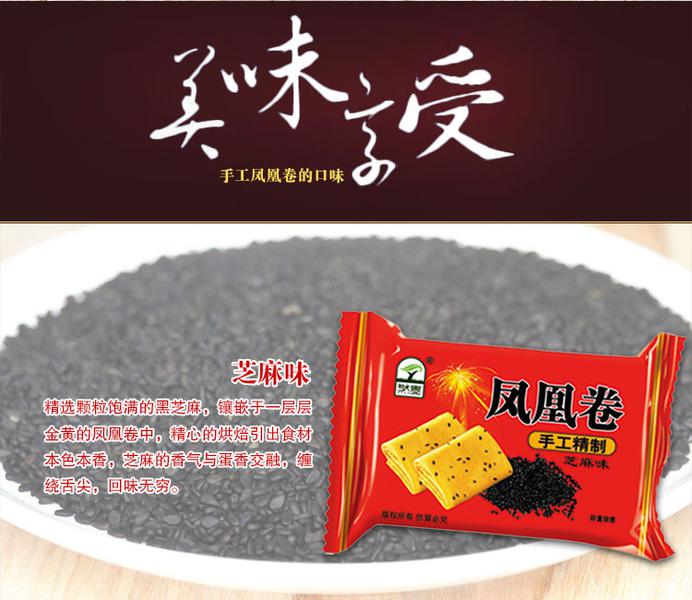 美味享受
手工凤凰卷的口味
芝麻味
精选颗粒饱满的黑芝麻，镶嵌于一层层
金黄的凤凰卷中，精心的烘焙引出食材
本色本香，芝麻的香气与蛋香交融，缠
绕舌尖，回味无穷。
®
凤凰卷
手工精制
芝麻味
版权所有 仿冒必究